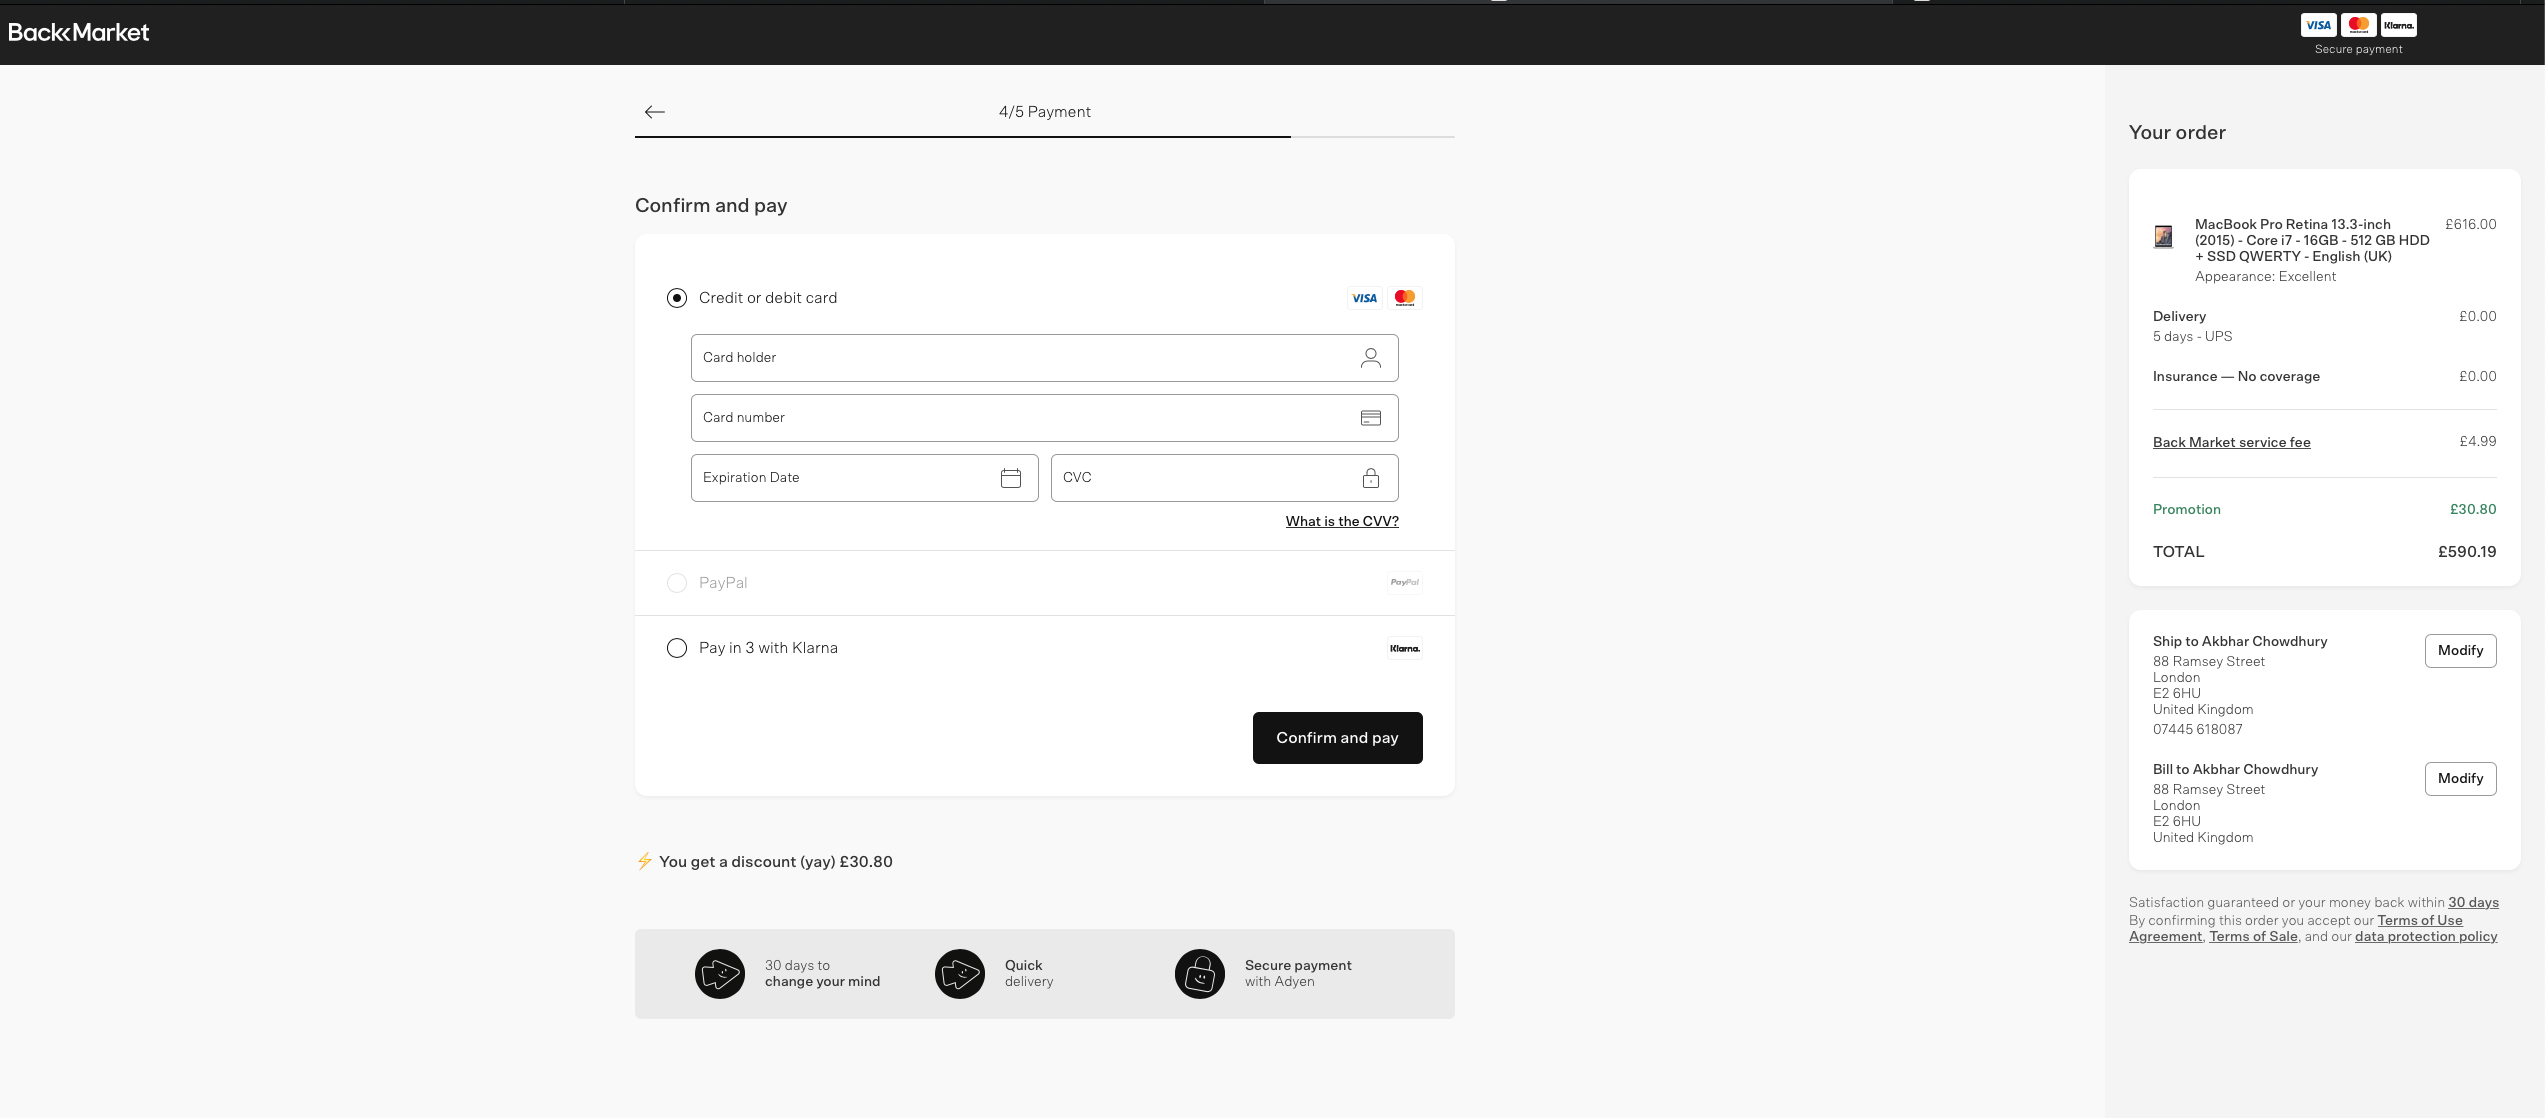 BackMarket
VISA mastercard Klarna.
Secure payment
4/5 Payment
Confirm and pay
Credit or debit card
VISA mastercard
Card holder
Card number
Expiration Date
CVC
What is the CVV?
PayPal
PayPal
Pay in 3 with Klarna
Klarna.
Confirm and pay
You get a discount (yay) £30.80
30 days to
change your mind
Quick
delivery
Secure payment
with Adyen
Your order
MacBook Pro Retina 13.3-inch £616.00
(2015) - Core i7 - 16GB - 512 GB HDD
+ SSD QWERTY - English (UK)
Appearance: Excellent
Delivery £0.00
5 days - UPS
Insurance — No coverage £0.00
Back Market service fee £4.99
Promotion £30.80
TOTAL £590.19
Ship to Akbhar Chowdhury
Modify
88 Ramsey Street
London
E2 6HU
United Kingdom
07445 618087
Bill to Akbhar Chowdhury
Modify
88 Ramsey Street
London
E2 6HU
United Kingdom
Satisfaction guaranteed or your money back within 30 days
By confirming this order you accept our Terms of Use
Agreement, Terms of Sale, and our data protection policy